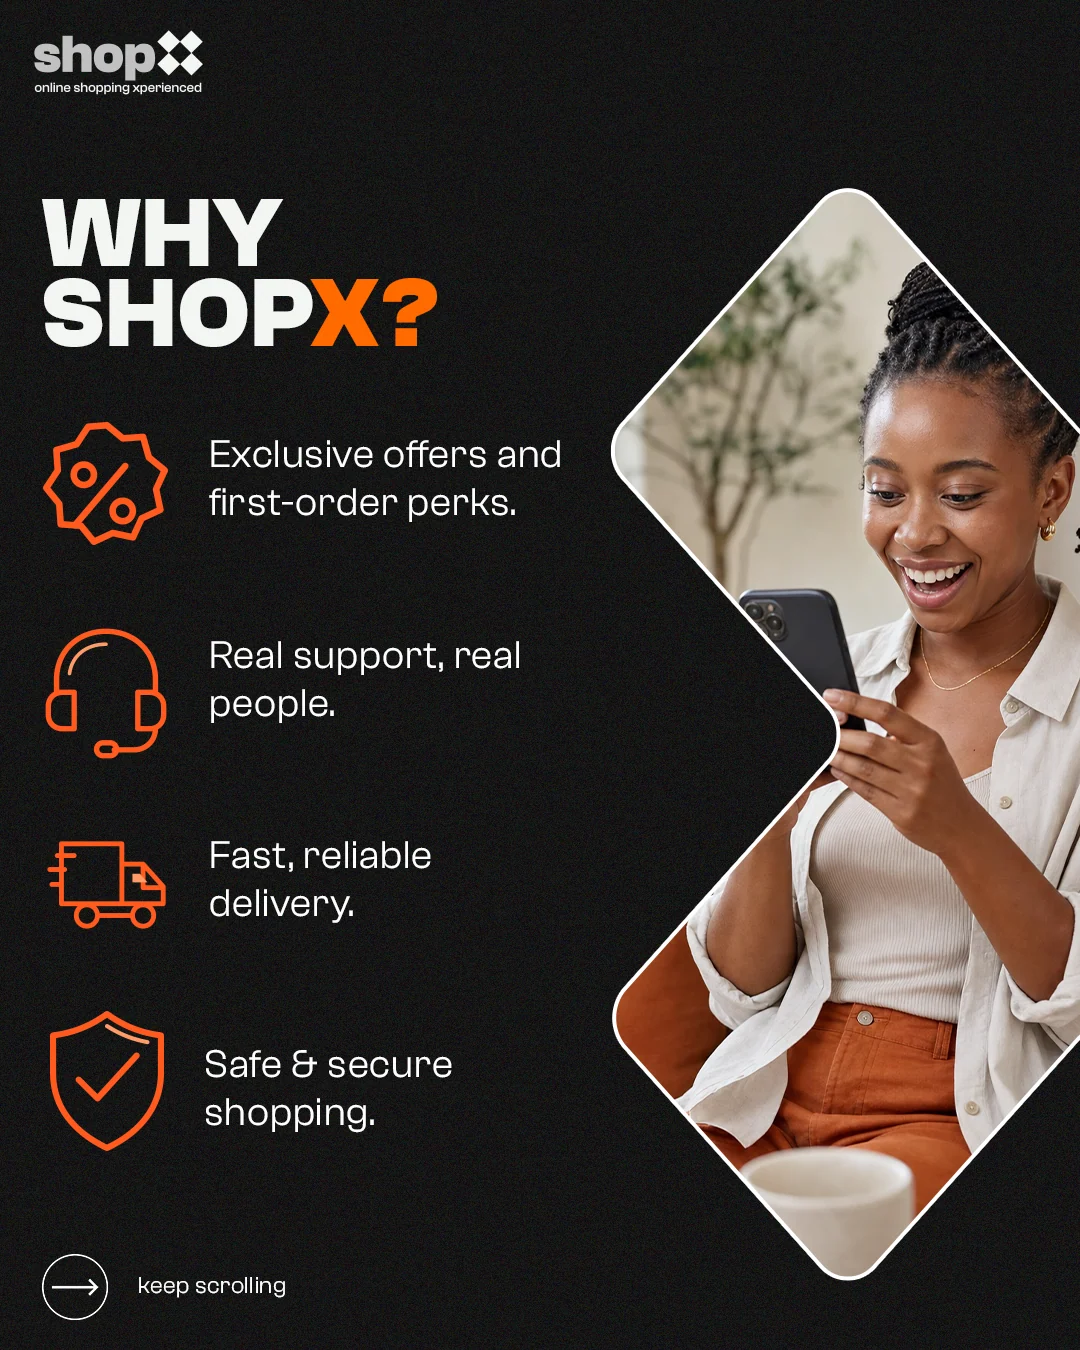 shopX
online shopping xperienced
WHY
SHOPX?
Exclusive offers and
first-order perks.
Real support, real
people.
Fast, reliable
delivery.
Safe & secure
shopping.
keep scrolling